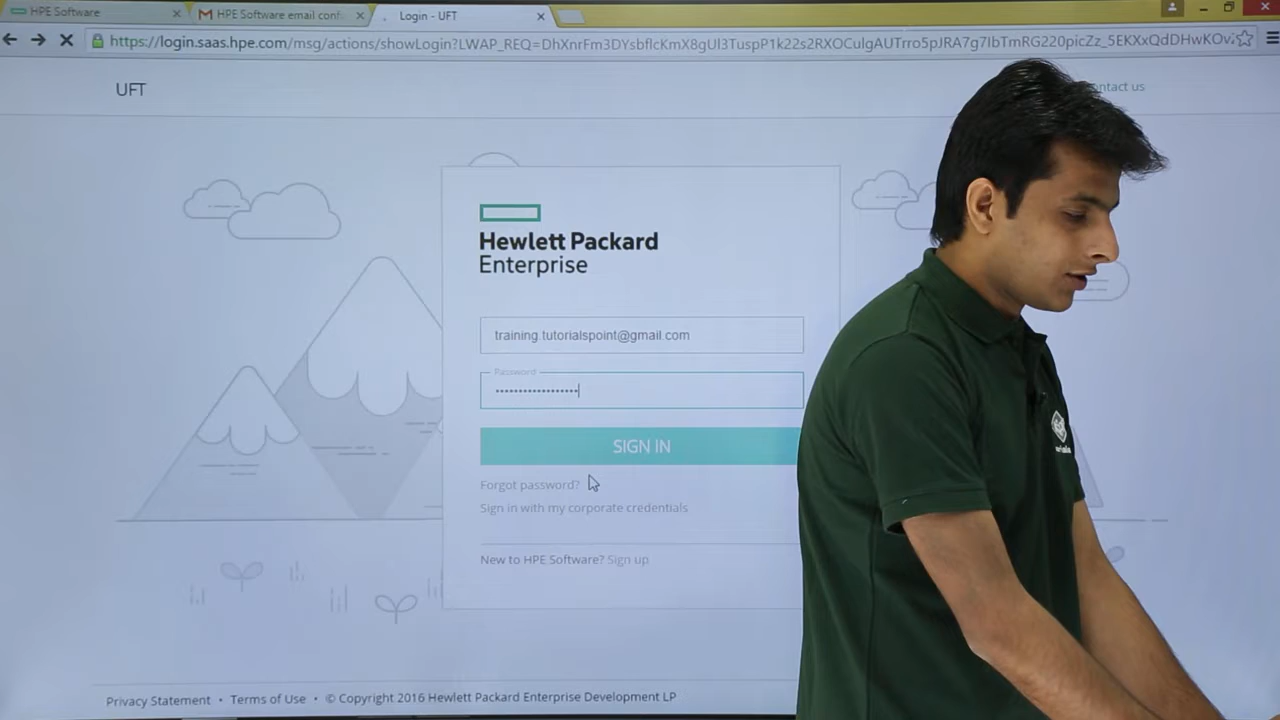 HPE Software
HPE Software email conf
Login - UFT
https://login.saas.hpe.com/msg/actions/showLogin?LWAP_REQ=
UFT
ntact us
Hewlett Packard
Enterprise
training.tutorialspoint@gmail.com
Password
SIGN IN
Forgot password?
Sign in with my corporate credentials
New to HPE Software? Sign up
Privacy Statement • Terms of Use • © Copyright 2016 Hewlett Packard Enterprise Development LP